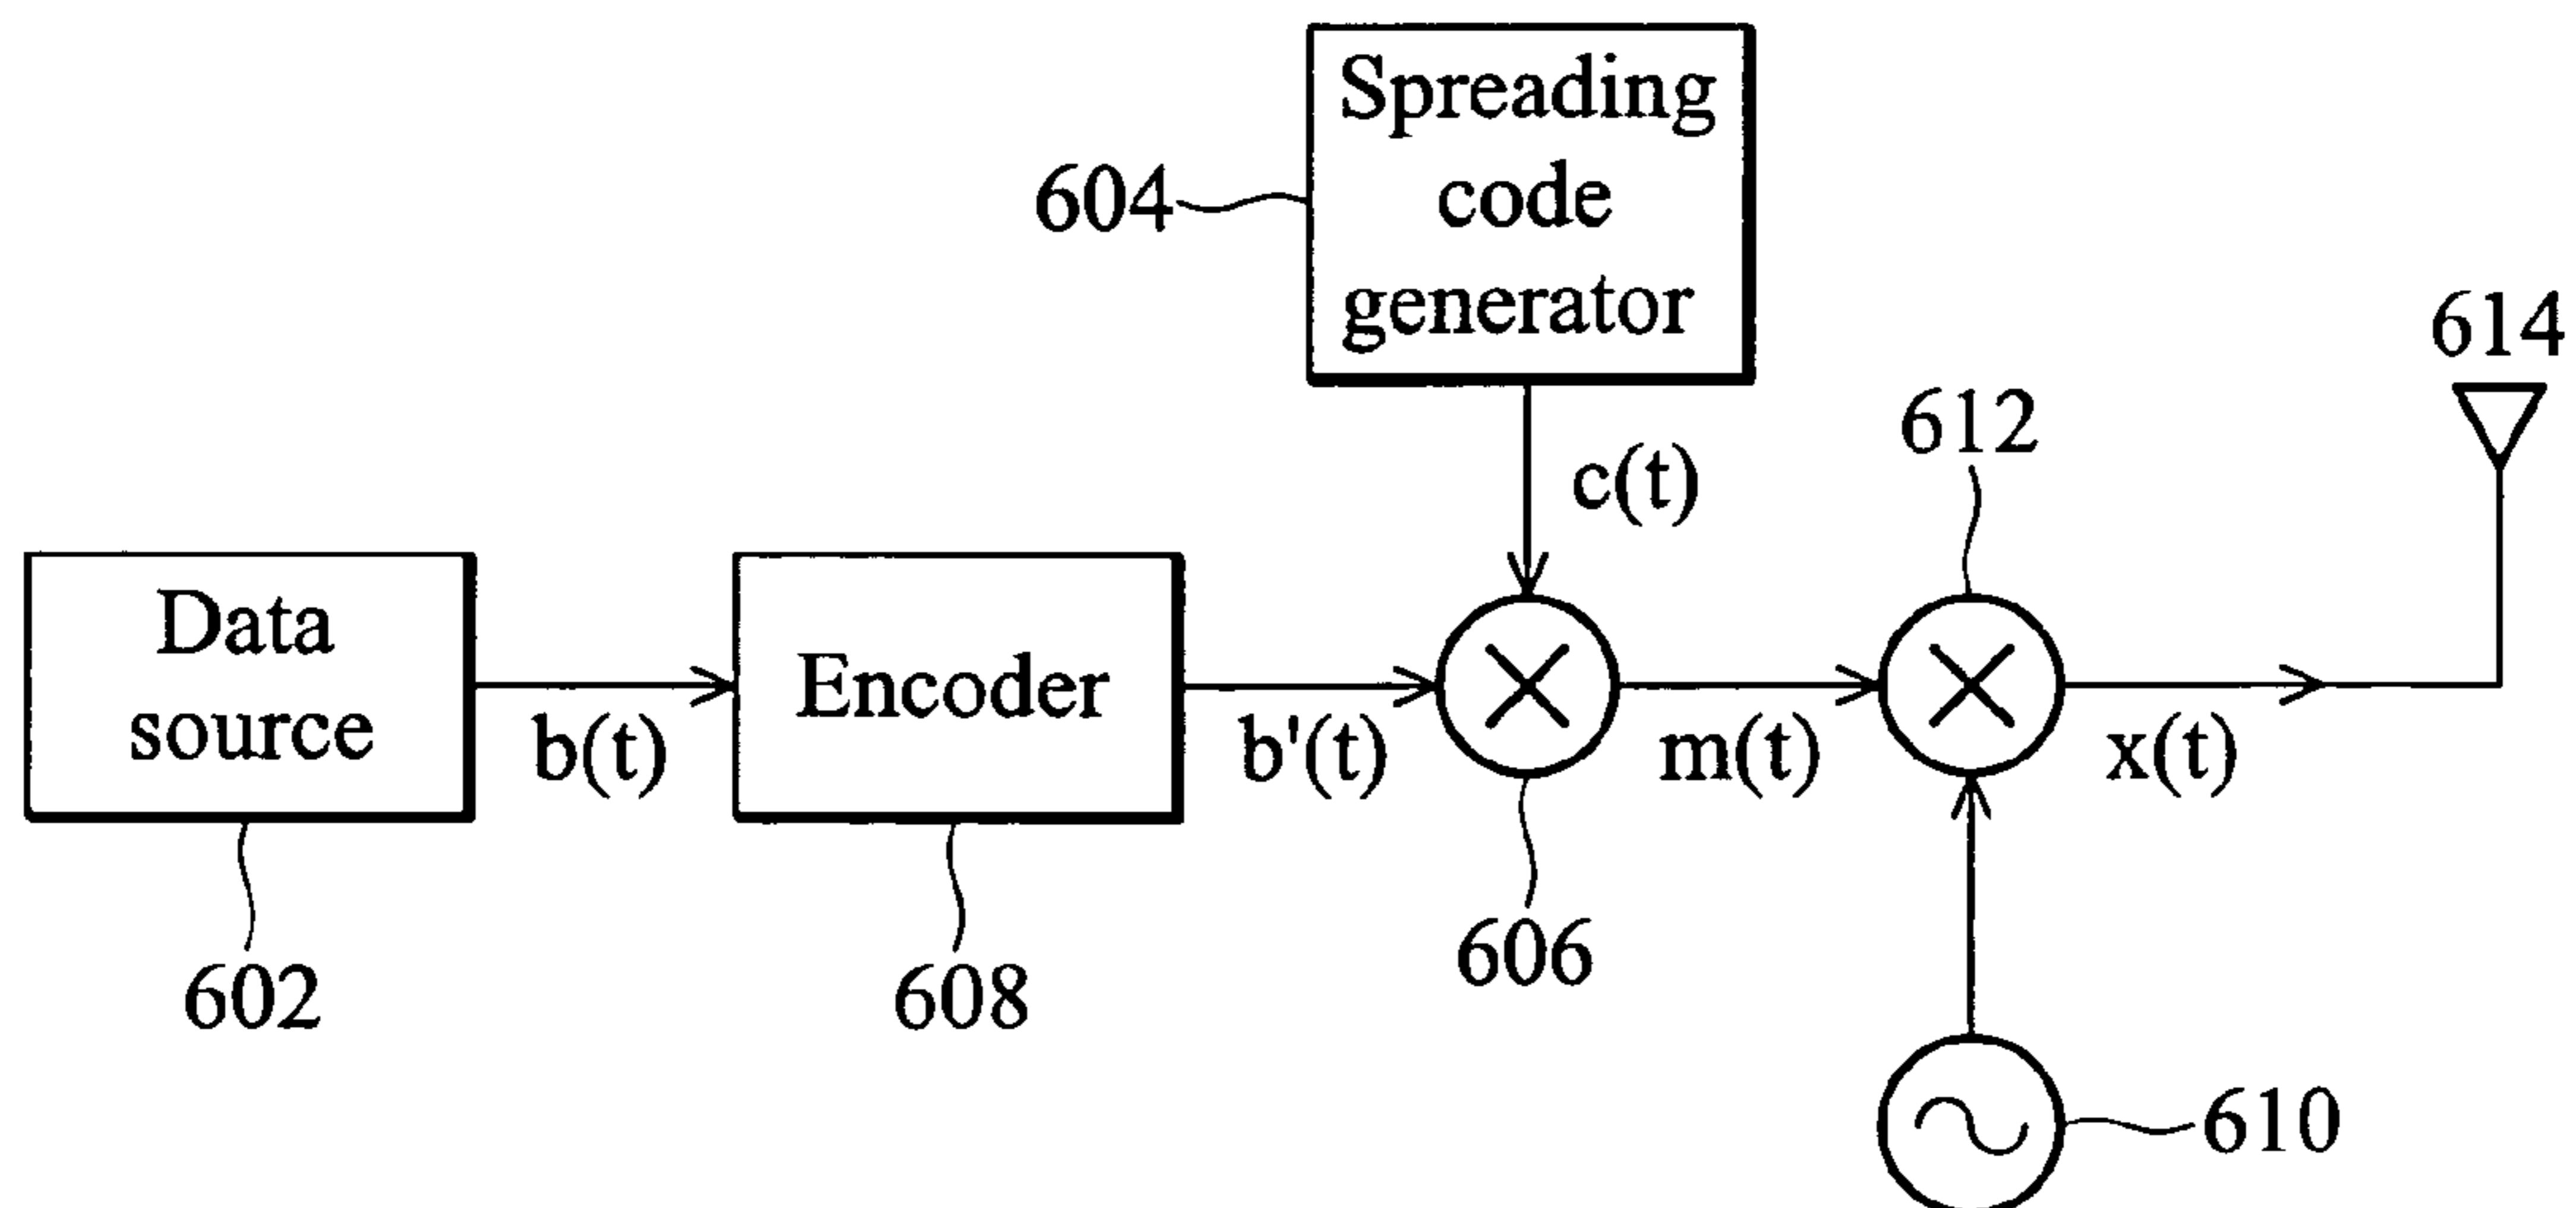 Spreading
code
generator
604
614
612
c(t)
Data
source
Encoder
b(t)
b'(t)
m(t)
x(t)
602
608
606
610